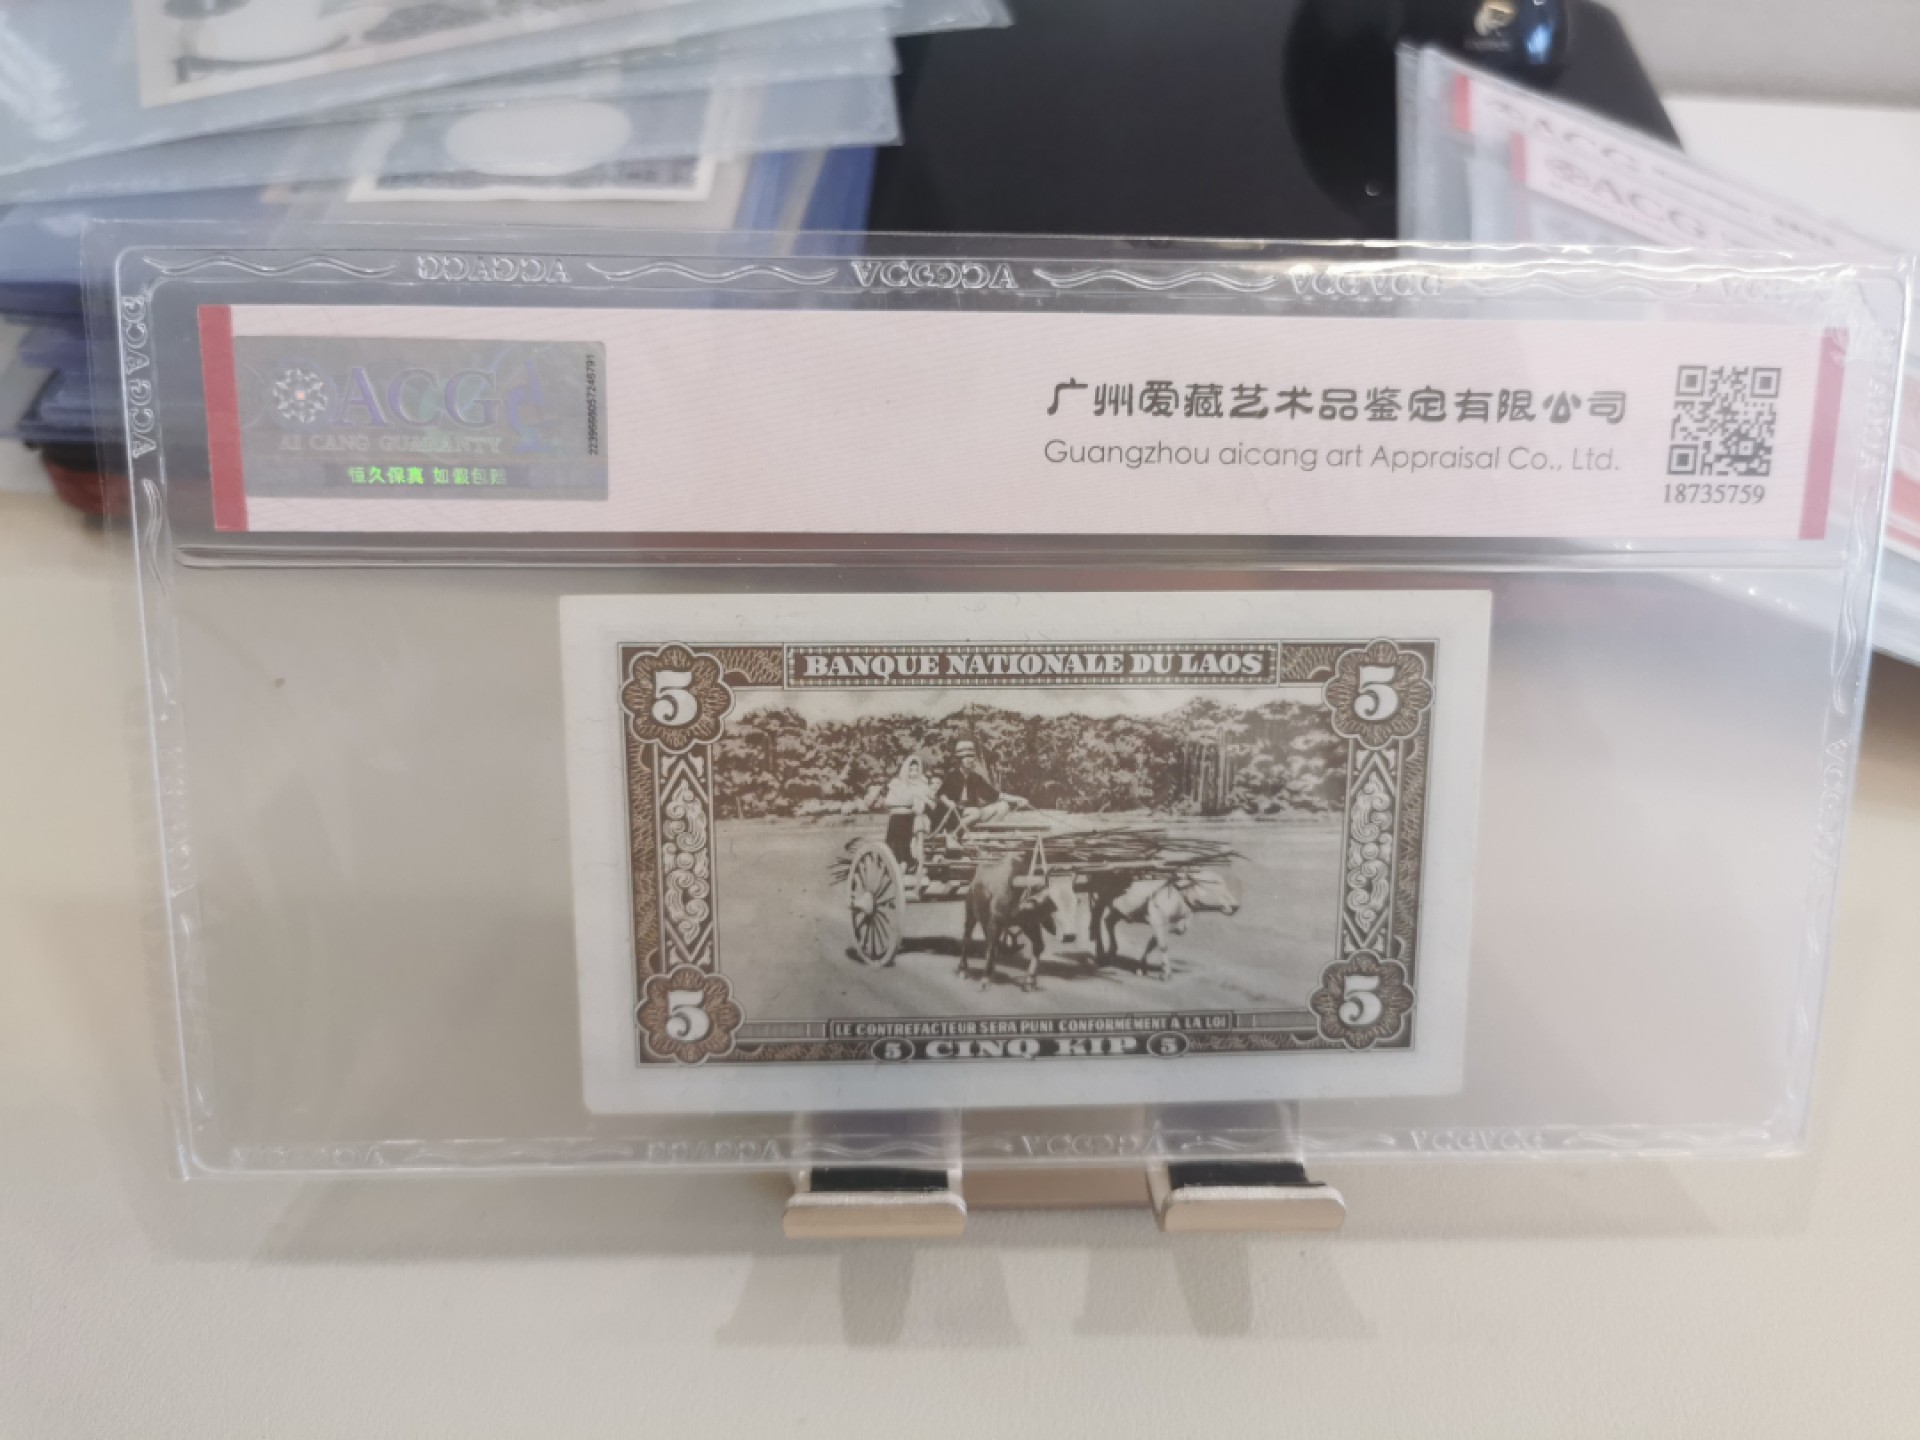 ACG
AI CANG GUARANTY
恒久保真 如假包赔
广州爱藏艺术品鉴定有限公司
Guangzhou aicang art Appraisal Co., Ltd.
18735759
BANQUE NATIONALE DU LAOS
5 5
5 5
LE CONTREFACTEUR SERA PUNI CONFORMÉMENT À LA LOI
5 CINQ KIP 5
ACG
ACG